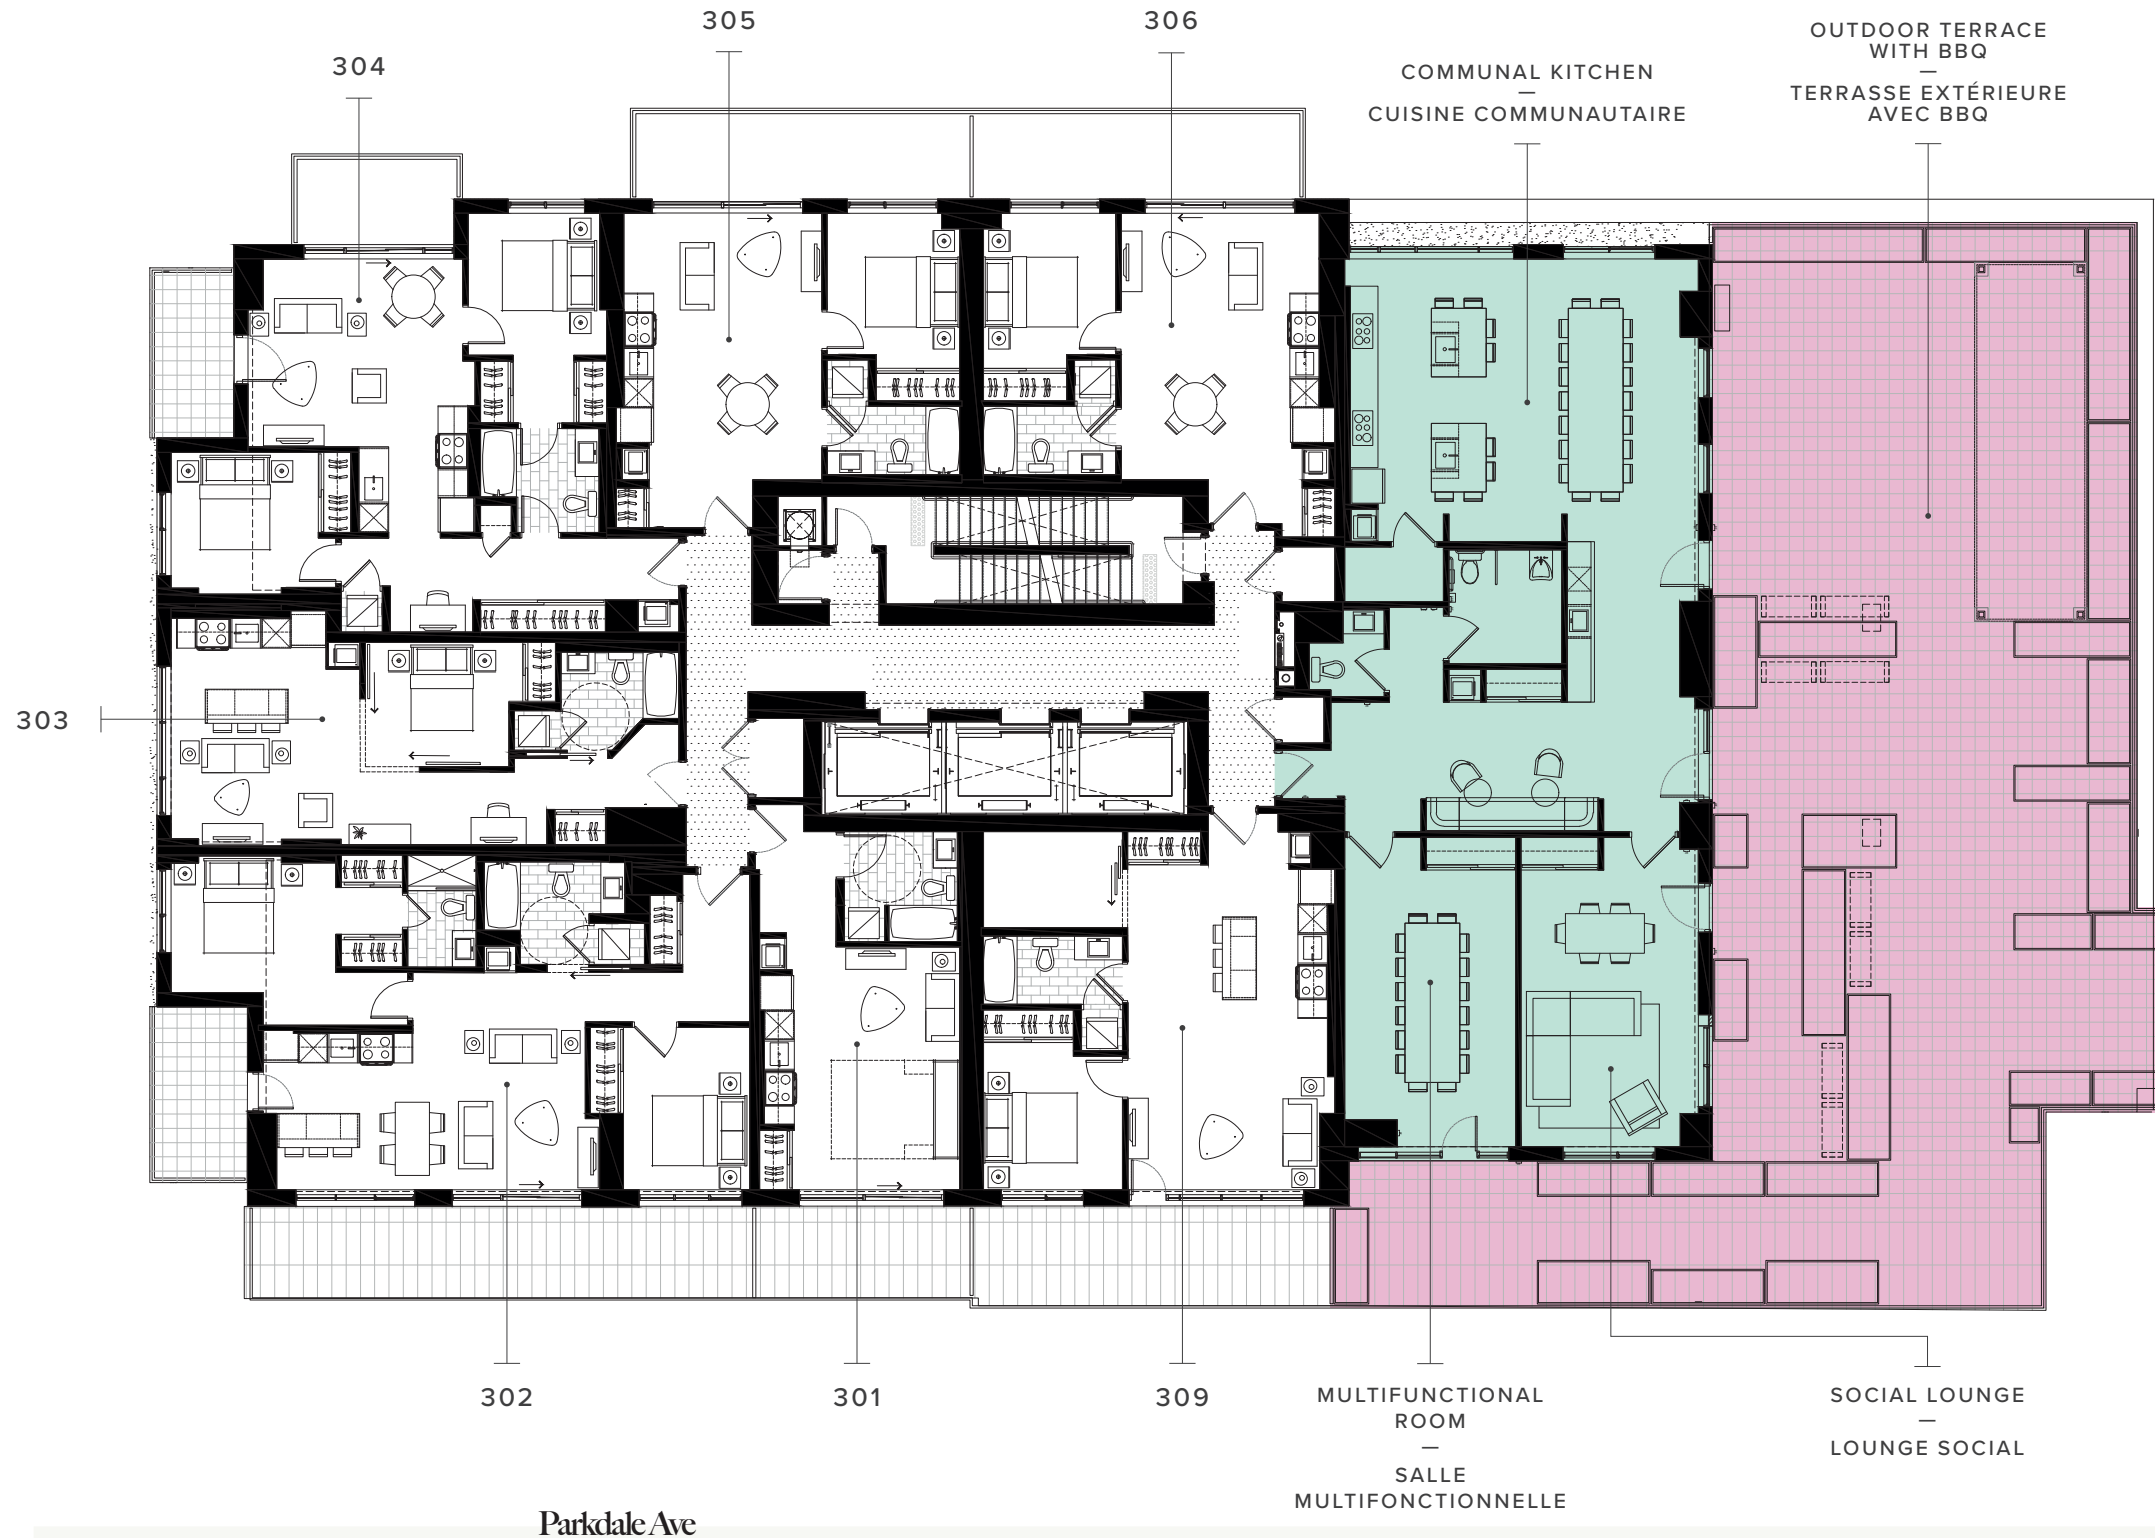 305
306
304
OUTDOOR TERRACE
WITH BBQ
—
TERRASSE EXTÉRIEURE
AVEC BBQ
COMMUNAL KITCHEN
—
CUISINE COMMUNAUTAIRE
303
302
301
309
MULTIFUNCTIONAL
ROOM
—
SALLE
MULTIFONCTIONNELLE
SOCIAL LOUNGE
—
LOUNGE SOCIAL
Parkdale Ave